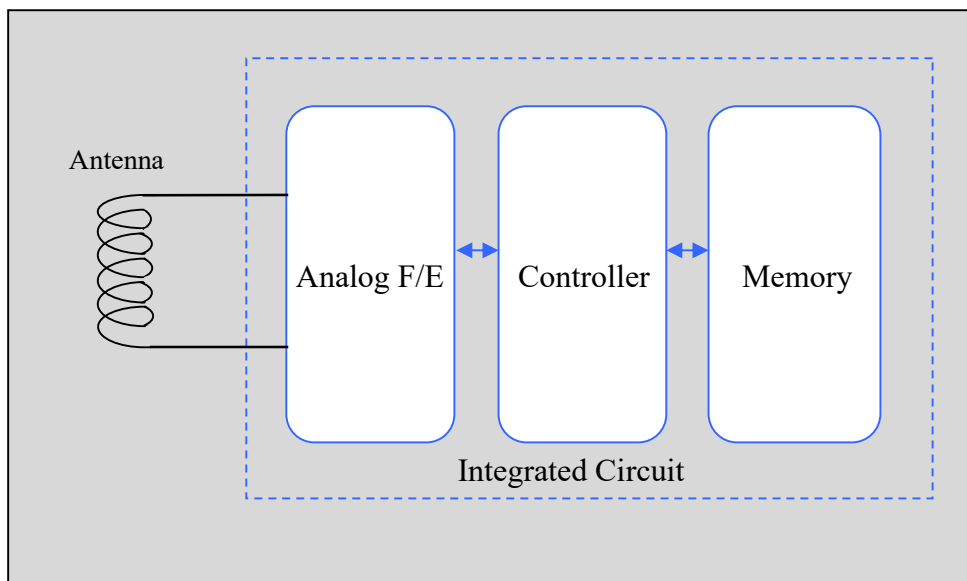 Antenna
Analog F/E
Controller
Memory
Integrated Circuit